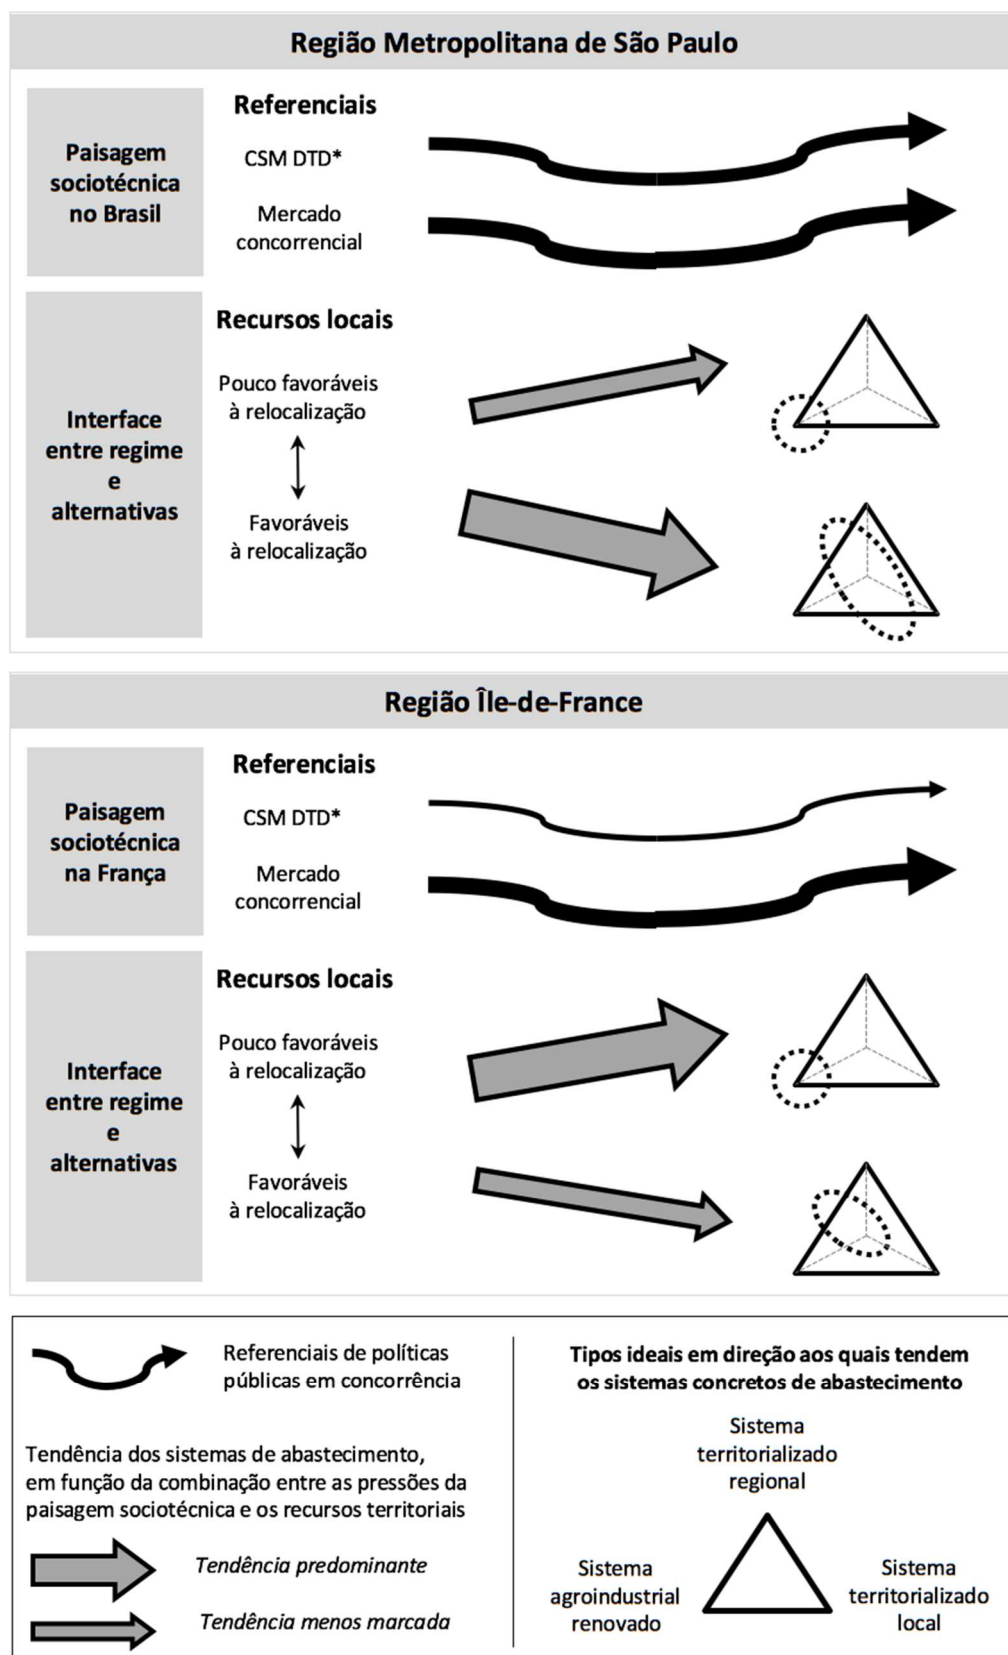 Região Metropolitana de São Paulo
Paisagem
sociotécnica
no Brasil
Referenciais
CSM DTD*
Mercado
concorrencial
Interface
entre regime
e
alternativas
Recursos locais
Pouco favoráveis
à relocalização
Favoráveis
à relocalização
Região Île-de-France
Paisagem
sociotécnica
na França
Referenciais
CSM DTD*
Mercado
concorrencial
Interface
entre regime
e
alternativas
Recursos locais
Pouco favoráveis
à relocalização
Favoráveis
à relocalização
Referenciais de políticas
públicas em concorrência
Tendência dos sistemas de abastecimento,
em função da combinação entre as pressões da
paisagem sociotécnica e os recursos territoriais
Tendência predominante
Tendência menos marcada
Tipos ideais em direção aos quais tendem
os sistemas concretos de abastecimento
Sistema
territorializado
regional
Sistema
agroindustrial
renovado
Sistema
territorializado
local